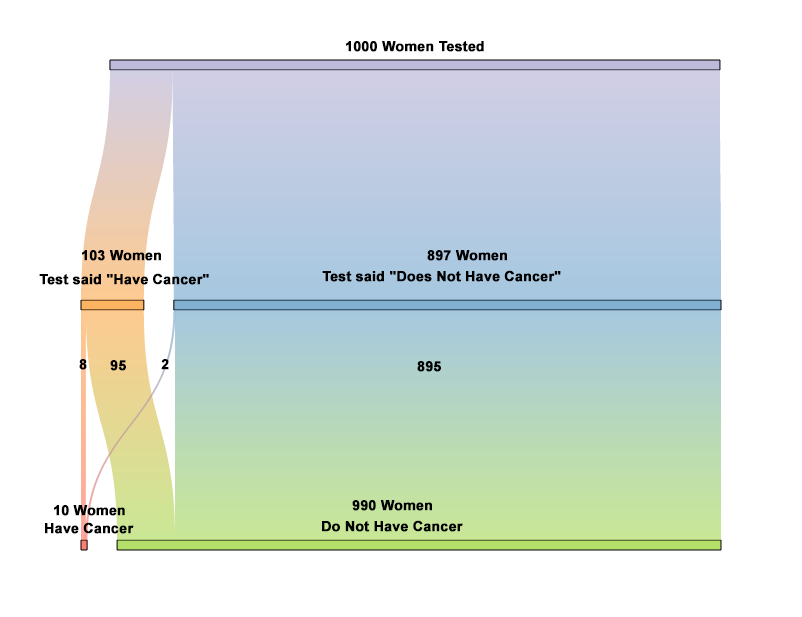 1000 Women Tested
103 Women
Test said "Have Cancer"
897 Women
Test said "Does Not Have Cancer"
8
95
2
895
10 Women
Have Cancer
990 Women
Do Not Have Cancer